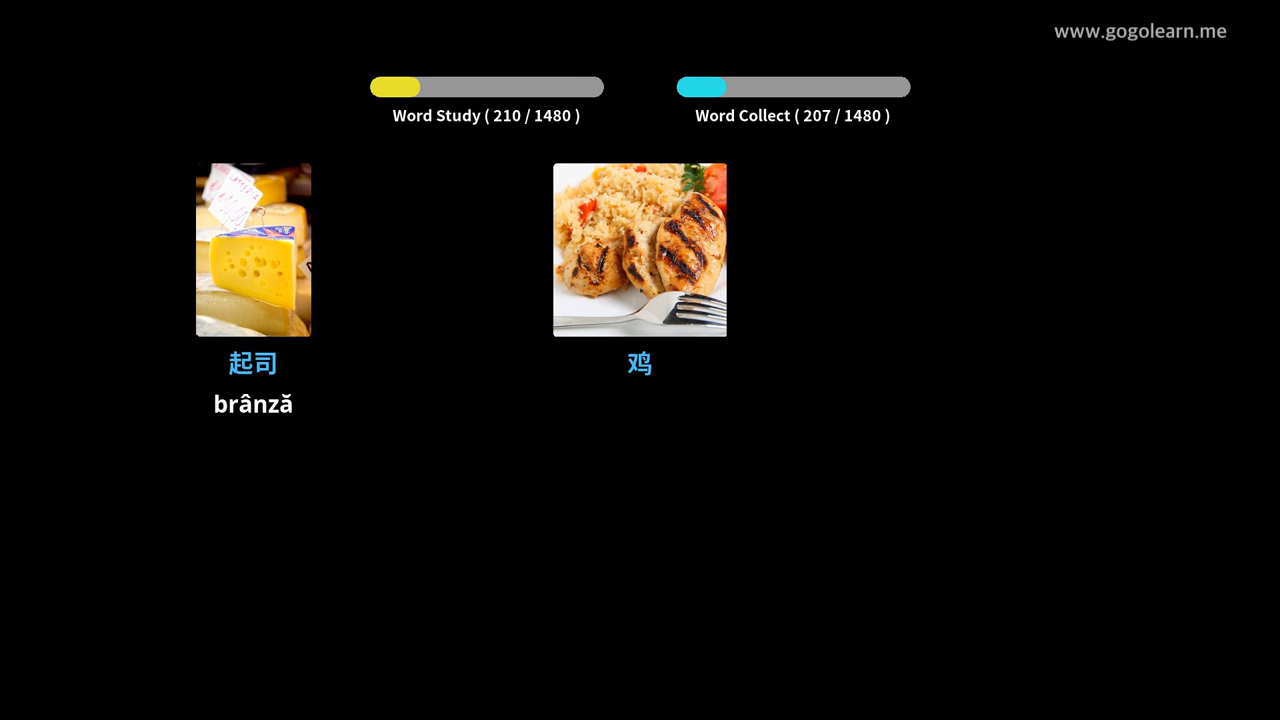 www.gogolearn.me
Word Study ( 210 / 1480 )
Word Collect ( 207 / 1480 )
起司
鸡
brânză